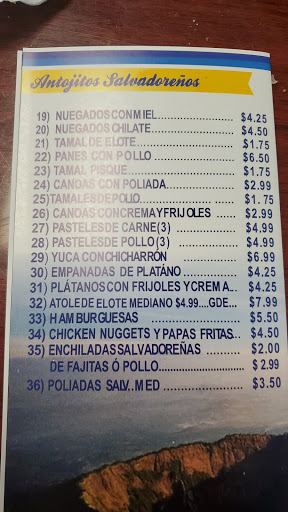 Antojitos Salvadoreños
19) NUEGADOS CON MIEL................ $4.25
20) NUEGADOS CHILATE................. $4.50
21) TAMAL DE ELOTE................... $1.75
22) PANES CON POLLO.................. $6.50
23) TAMAL PISQUE..................... $1.75
24) CANOAS CON POLIADA............... $2.99
25) TAMALES DE POLLO................. $1.75
26) CANOAS CON CREMA Y FRIJOLES ...... $2.99
27) PASTELES DE CARNE (3) ............ $4.99
28) PASTELES DE POLLO (3) ............ $4.99
29) YUCA CON CHICHARRÓN ............ $6.99
30) EMPANADAS DE PLATÁNO ............ $4.25
31) PLÁTANOS CON FRIJOLES Y CREMA.. $4.25
32) ATOLE DE ELOTE MEDIANO $4.99....GDE... $7.99
33) HAMBURGUESAS .................. $5.50
34) CHICKEN NUGGETS Y PAPAS FRITAS... $4.50
35) ENCHILADAS SALVADOREÑAS ........ $2.00
DE FAJITAS Ó POLLO................. $2.99
36) POLIADAS SALV..MED ............... $3.50